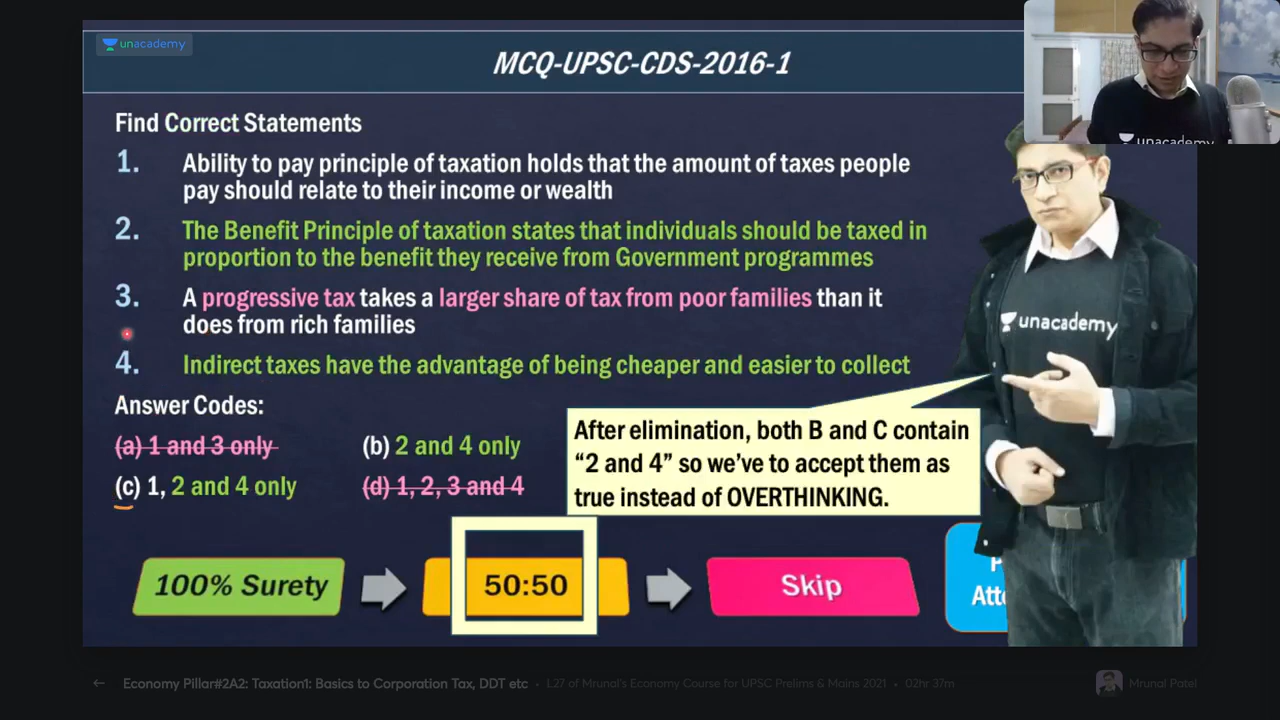 unacademy
MCQ-UPSC-CDS-2016-1
unacademy
Find Correct Statements
1. Ability to pay principle of taxation holds that the amount of taxes people
pay should relate to their income or wealth
2. The Benefit Principle of taxation states that individuals should be taxed in
proportion to the benefit they receive from Government programmes
3. A progressive tax takes a larger share of tax from poor families than it
does from rich families
unacademy
4. Indirect taxes have the advantage of being cheaper and easier to collect
Answer Codes:
(a) 1 and 3 only (b) 2 and 4 only
(c) 1, 2 and 4 only (d) 1, 2, 3 and 4
After elimination, both B and C contain
“2 and 4” so we’ve to accept them as
true instead of OVERTHINKING.
100% Surety 50:50 Skip
Economy Pillar#2A2: Taxation1: Basics to Corporation Tax, DDT etc • L27 of Mrunal's Economy Course for UPSC Prelims & Mains 2021 • 02hr 37m Mrunal Patel